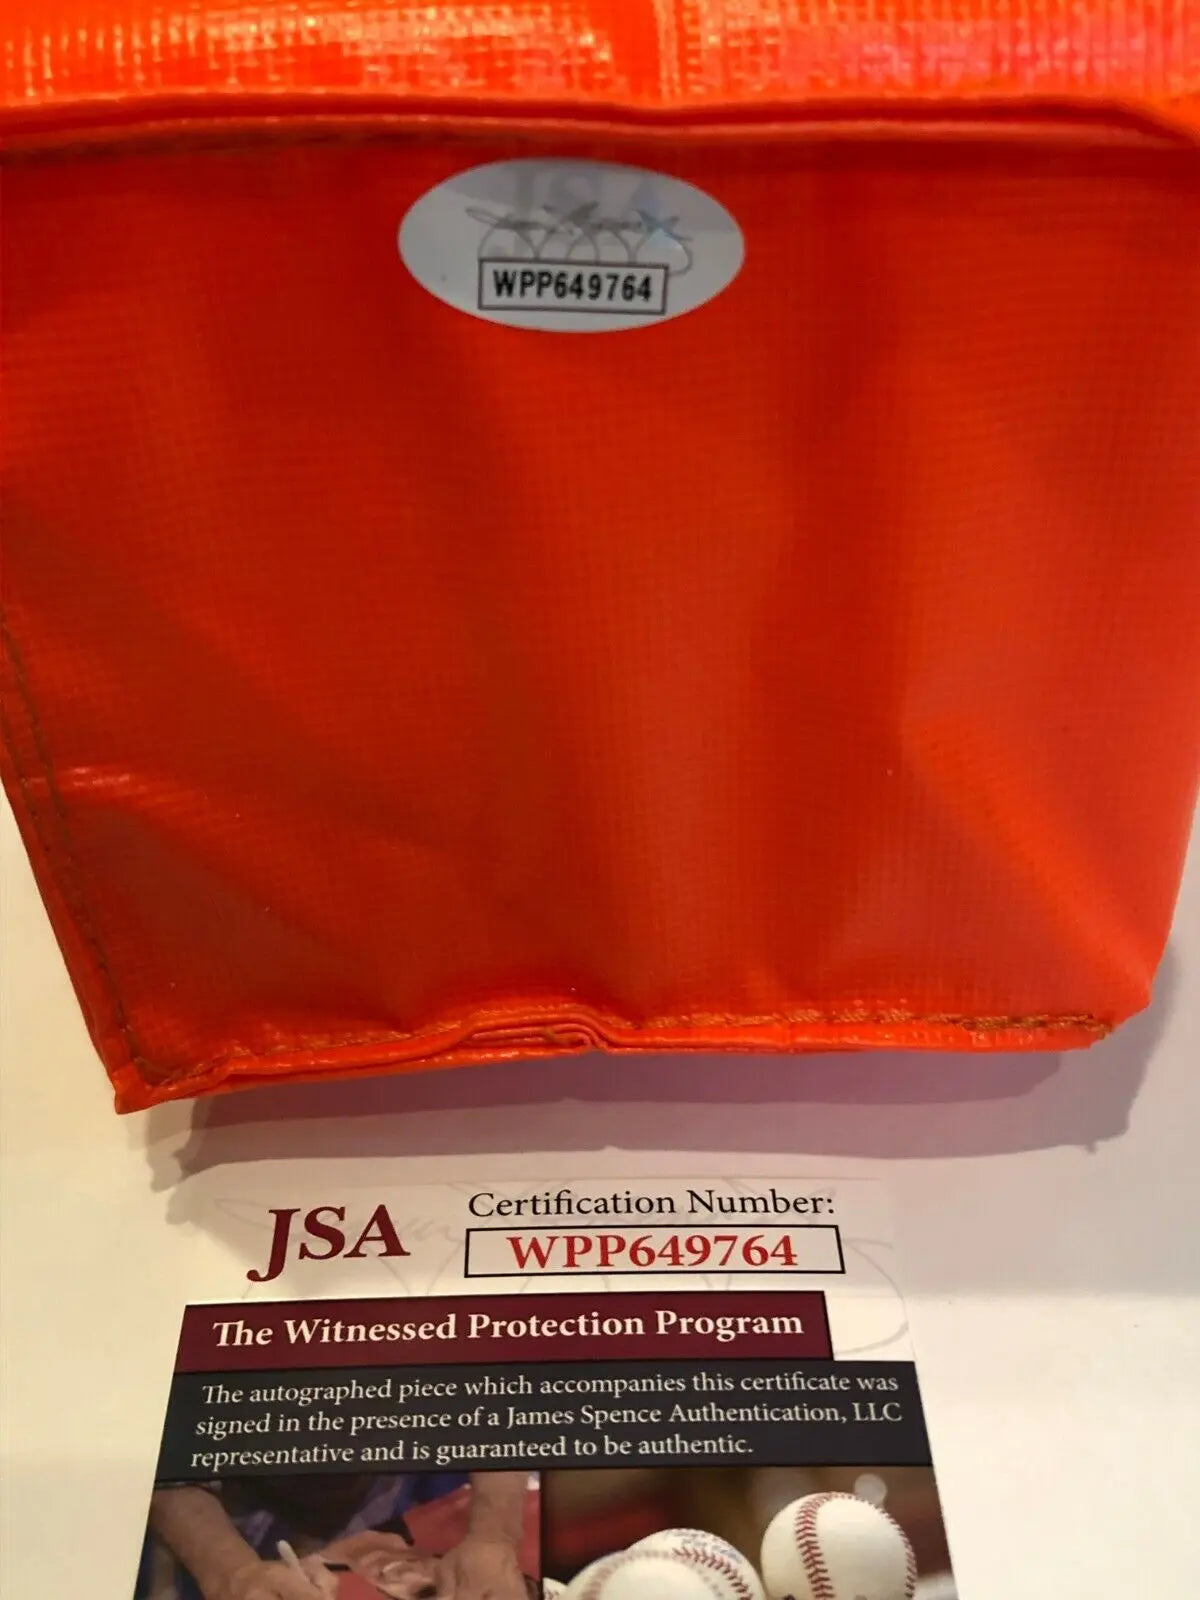 JSA
WPP649764
JSA
Certification Number:
WPP649764
The Witnessed Protection Program
The autographed piece which accompanies this certificate was
signed in the presence of a James Spence Authentication, LLC
representative and is guaranteed to be authentic.